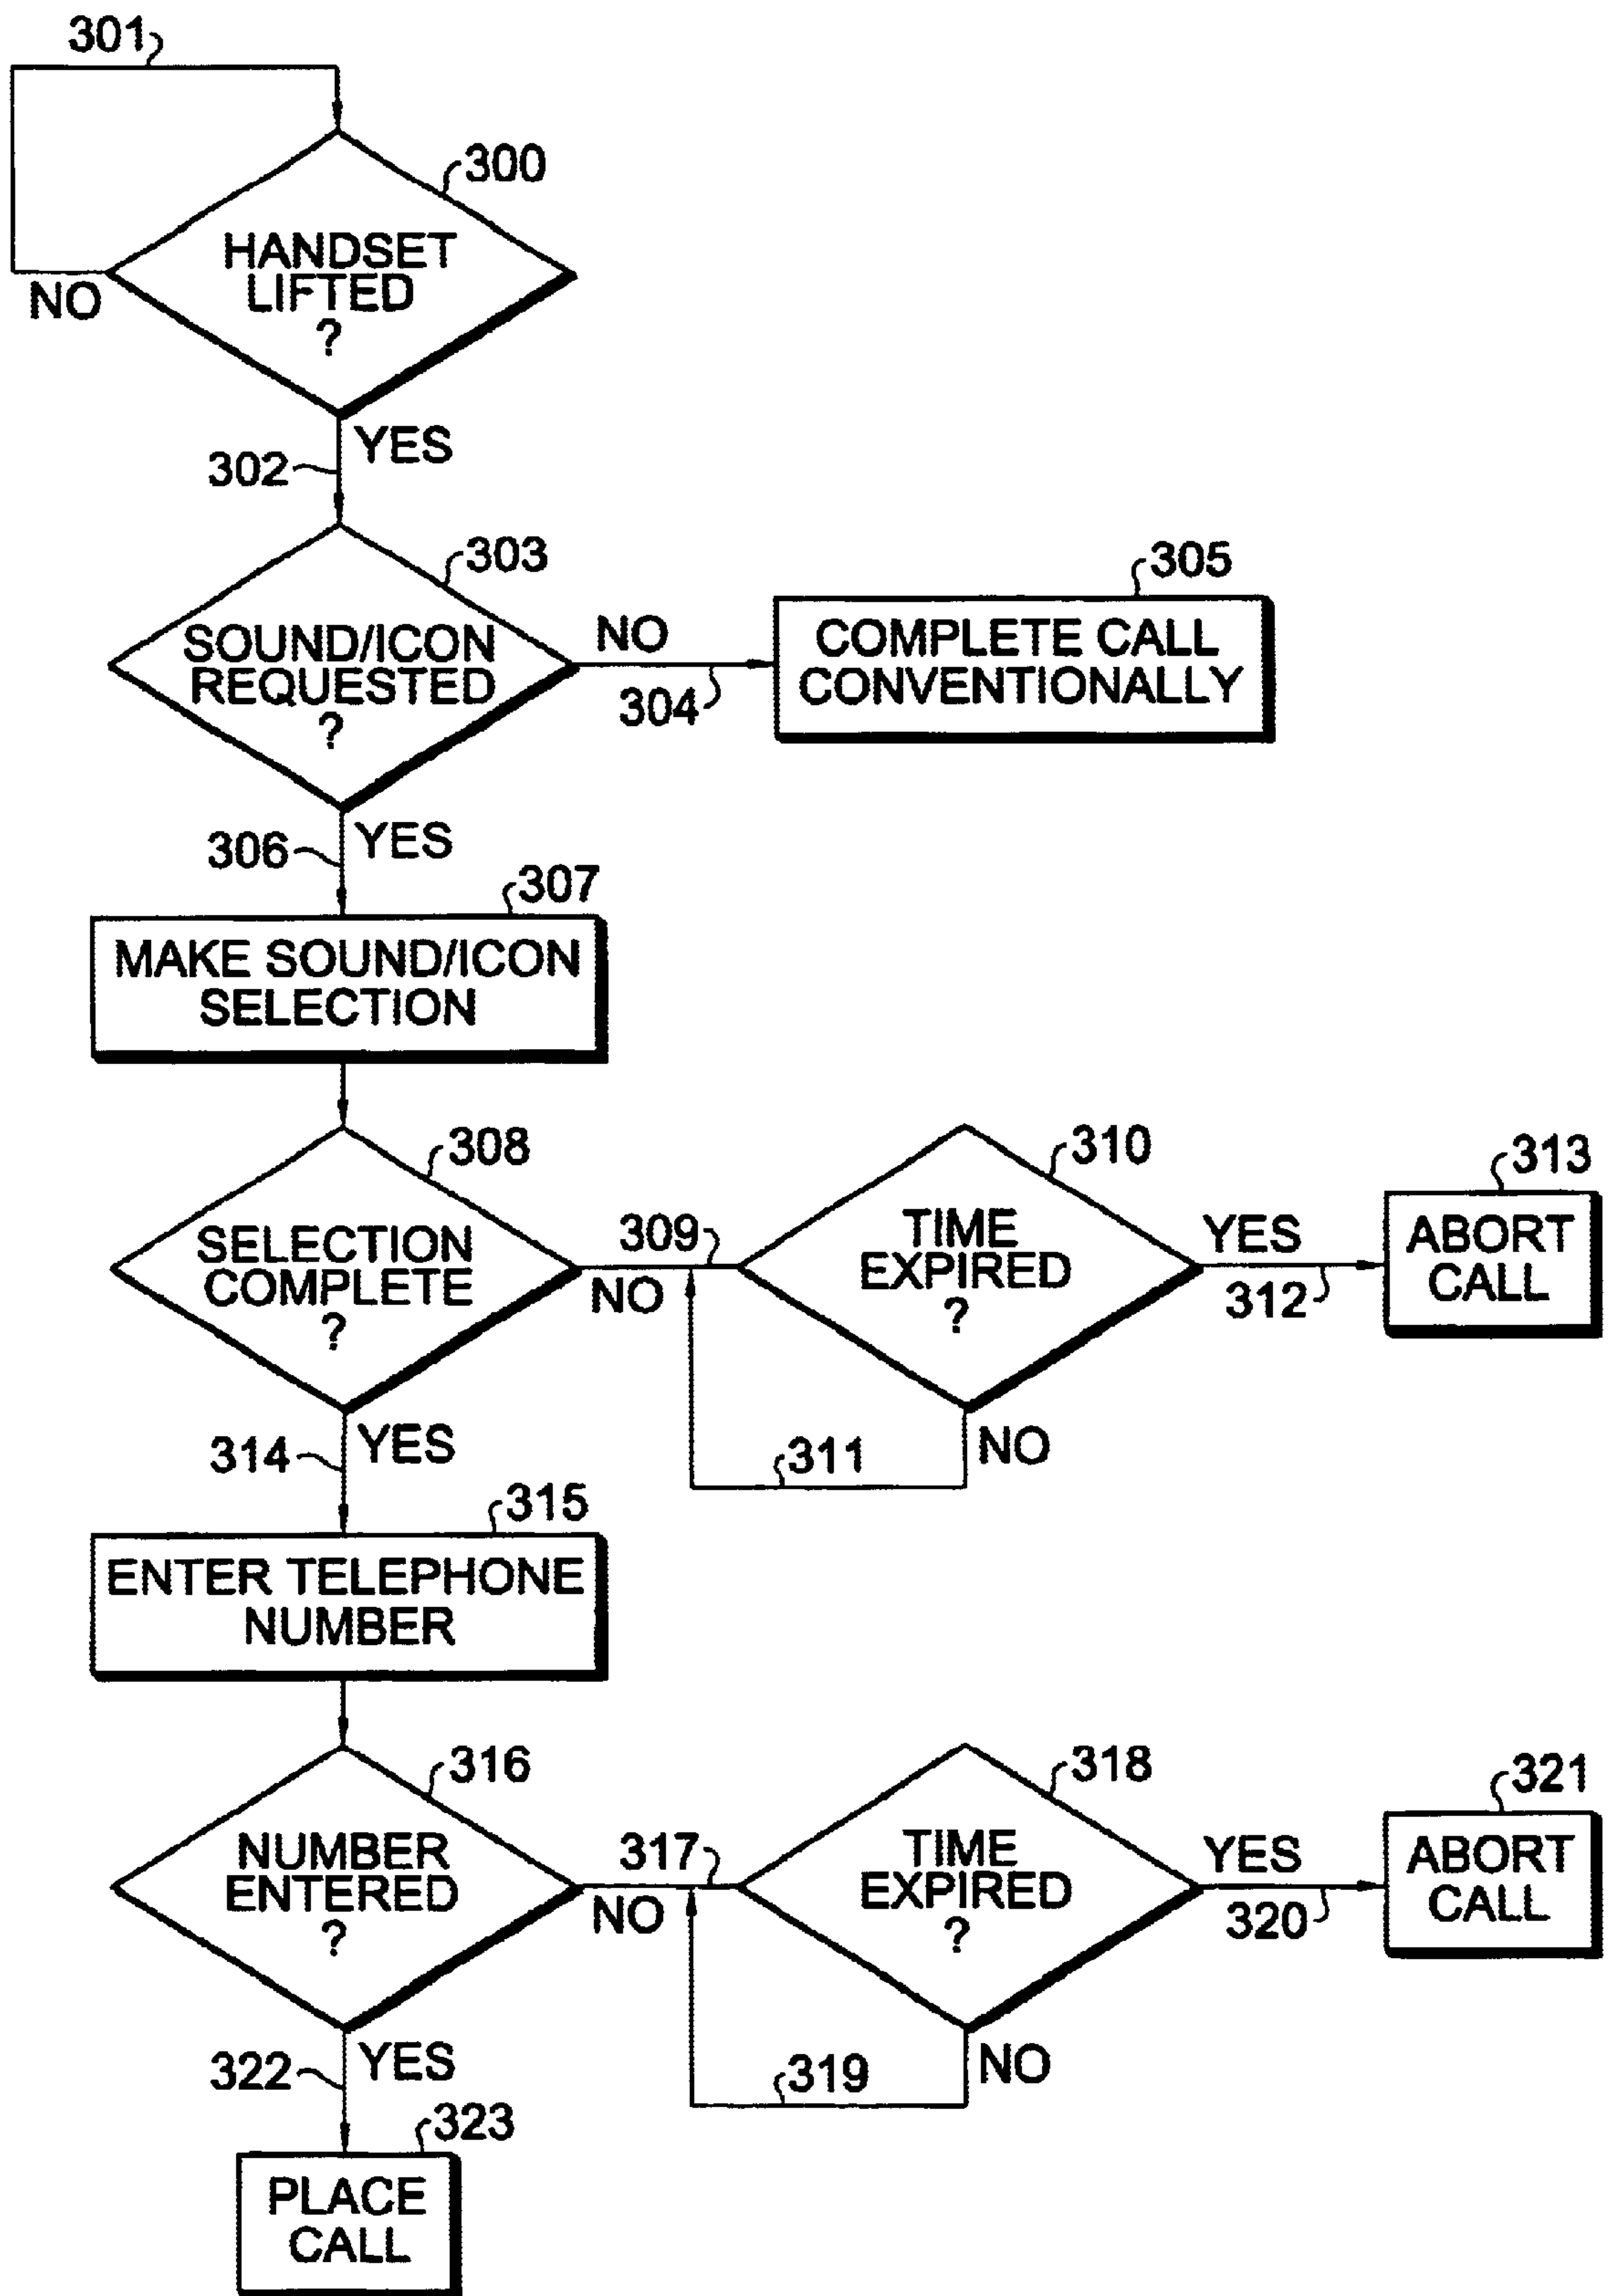 301
300
HANDSET
LIFTED
?
NO
YES
302
303
SOUND/ICON
REQUESTED
?
NO
304
305
COMPLETE CALL
CONVENTIONALLY
306
YES
307
MAKE SOUND/ICON
SELECTION
308
SELECTION
COMPLETE
?
309
NO
310
TIME
EXPIRED
?
311
NO
YES
312
313
ABORT
CALL
314
YES
315
ENTER TELEPHONE
NUMBER
316
NUMBER
ENTERED
?
317
NO
318
TIME
EXPIRED
?
319
NO
YES
320
321
ABORT
CALL
322
YES
323
PLACE
CALL